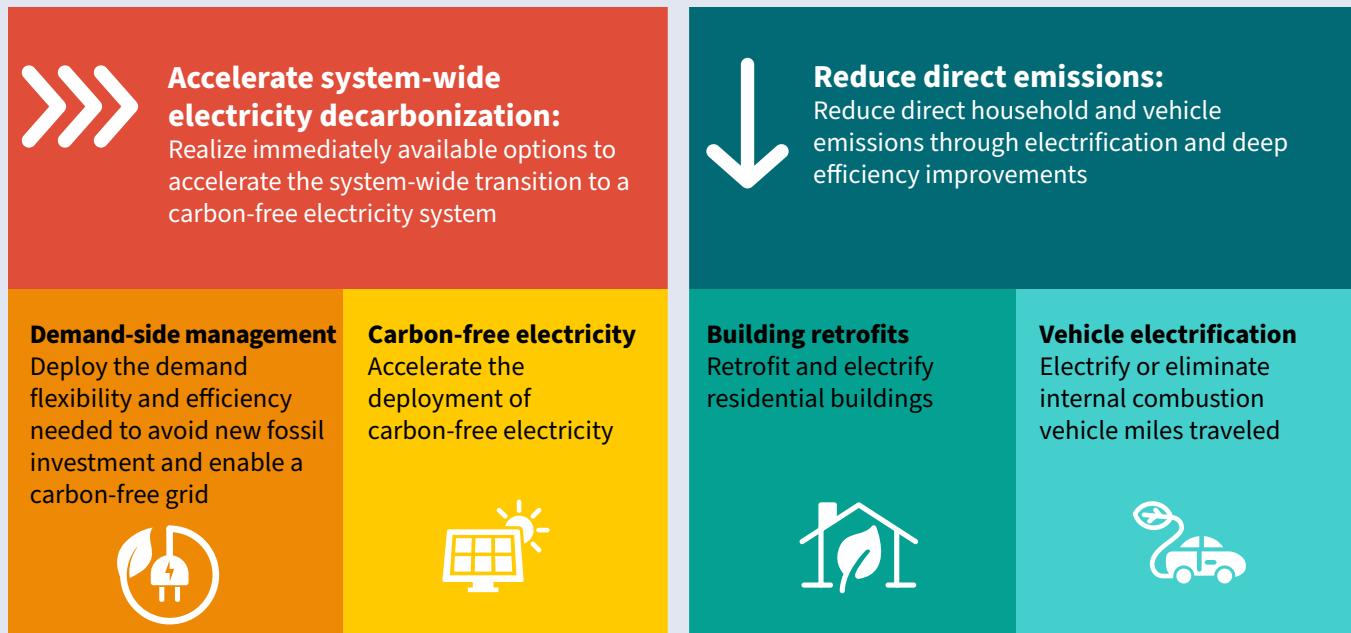 Accelerate system-wide
electricity decarbonization:
Realize immediately available options to
accelerate the system-wide transition to a
carbon-free electricity system
Reduce direct emissions:
Reduce direct household and vehicle
emissions through electrification and deep
efficiency improvements
Demand-side management
Deploy the demand
flexibility and efficiency
needed to avoid new fossil
investment and enable a
carbon-free grid
Carbon-free electricity
Accelerate the
deployment of
carbon-free electricity
Building retrofits
Retrofit and electrify
residential buildings
Vehicle electrification
Electrify or eliminate
internal combustion
vehicle miles traveled